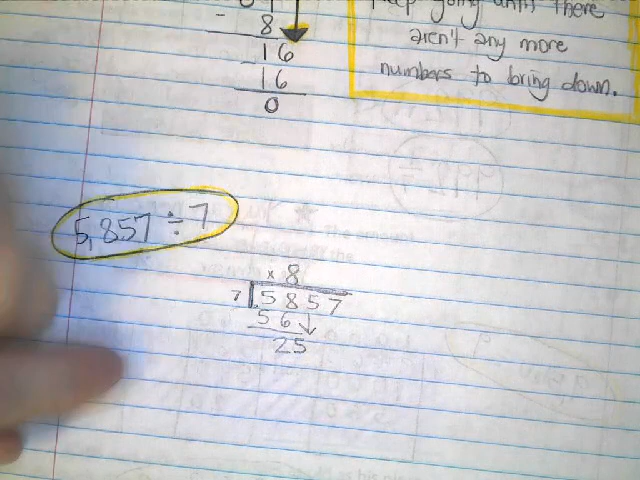 - 8
16
- 16
0
keep going until there
aren't any more
numbers to bring down.
5,857 ÷ 7
x 8
7 5857
56
25